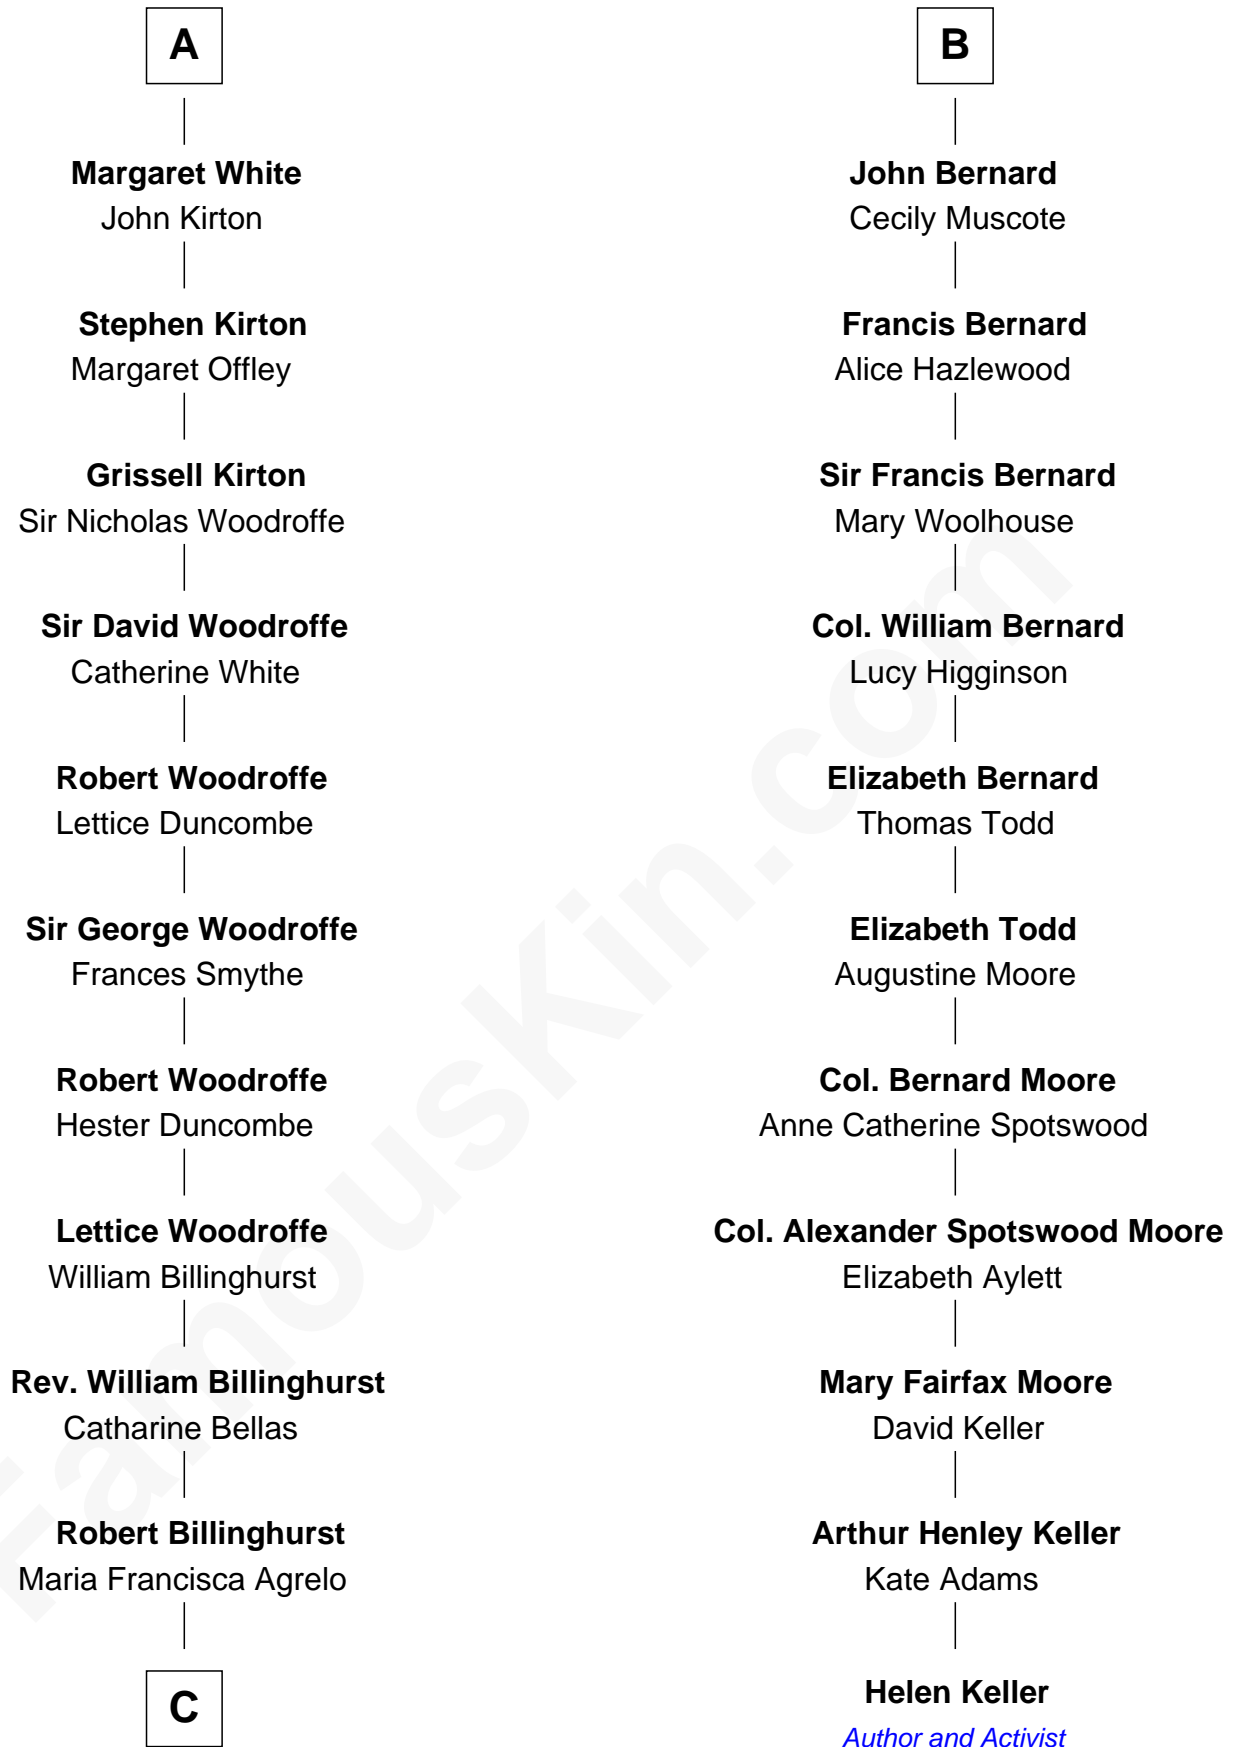 A
Margaret White
John Kirton
Stephen Kirton
Margaret Offley
Grissell Kirton
Sir Nicholas Woodroffe
Sir David Woodroffe
Catherine White
Robert Woodroffe
Lettice Duncombe
Sir George Woodroffe
Frances Smythe
Robert Woodroffe
Hester Duncombe
Lettice Woodroffe
William Billinghurst
Rev. William Billinghurst
Catharine Bellas
Robert Billinghurst
Maria Francisca Agrelo
C
B
John Bernard
Cecily Muscote
Francis Bernard
Alice Hazlewood
Sir Francis Bernard
Mary Woolhouse
Col. William Bernard
Lucy Higginson
Elizabeth Bernard
Thomas Todd
Elizabeth Todd
Augustine Moore
Col. Bernard Moore
Anne Catherine Spotswood
Col. Alexander Spotswood Moore
Elizabeth Aylett
Mary Fairfax Moore
David Keller
Arthur Henley Keller
Kate Adams
Helen Keller
Author and Activist
FamousKin.com